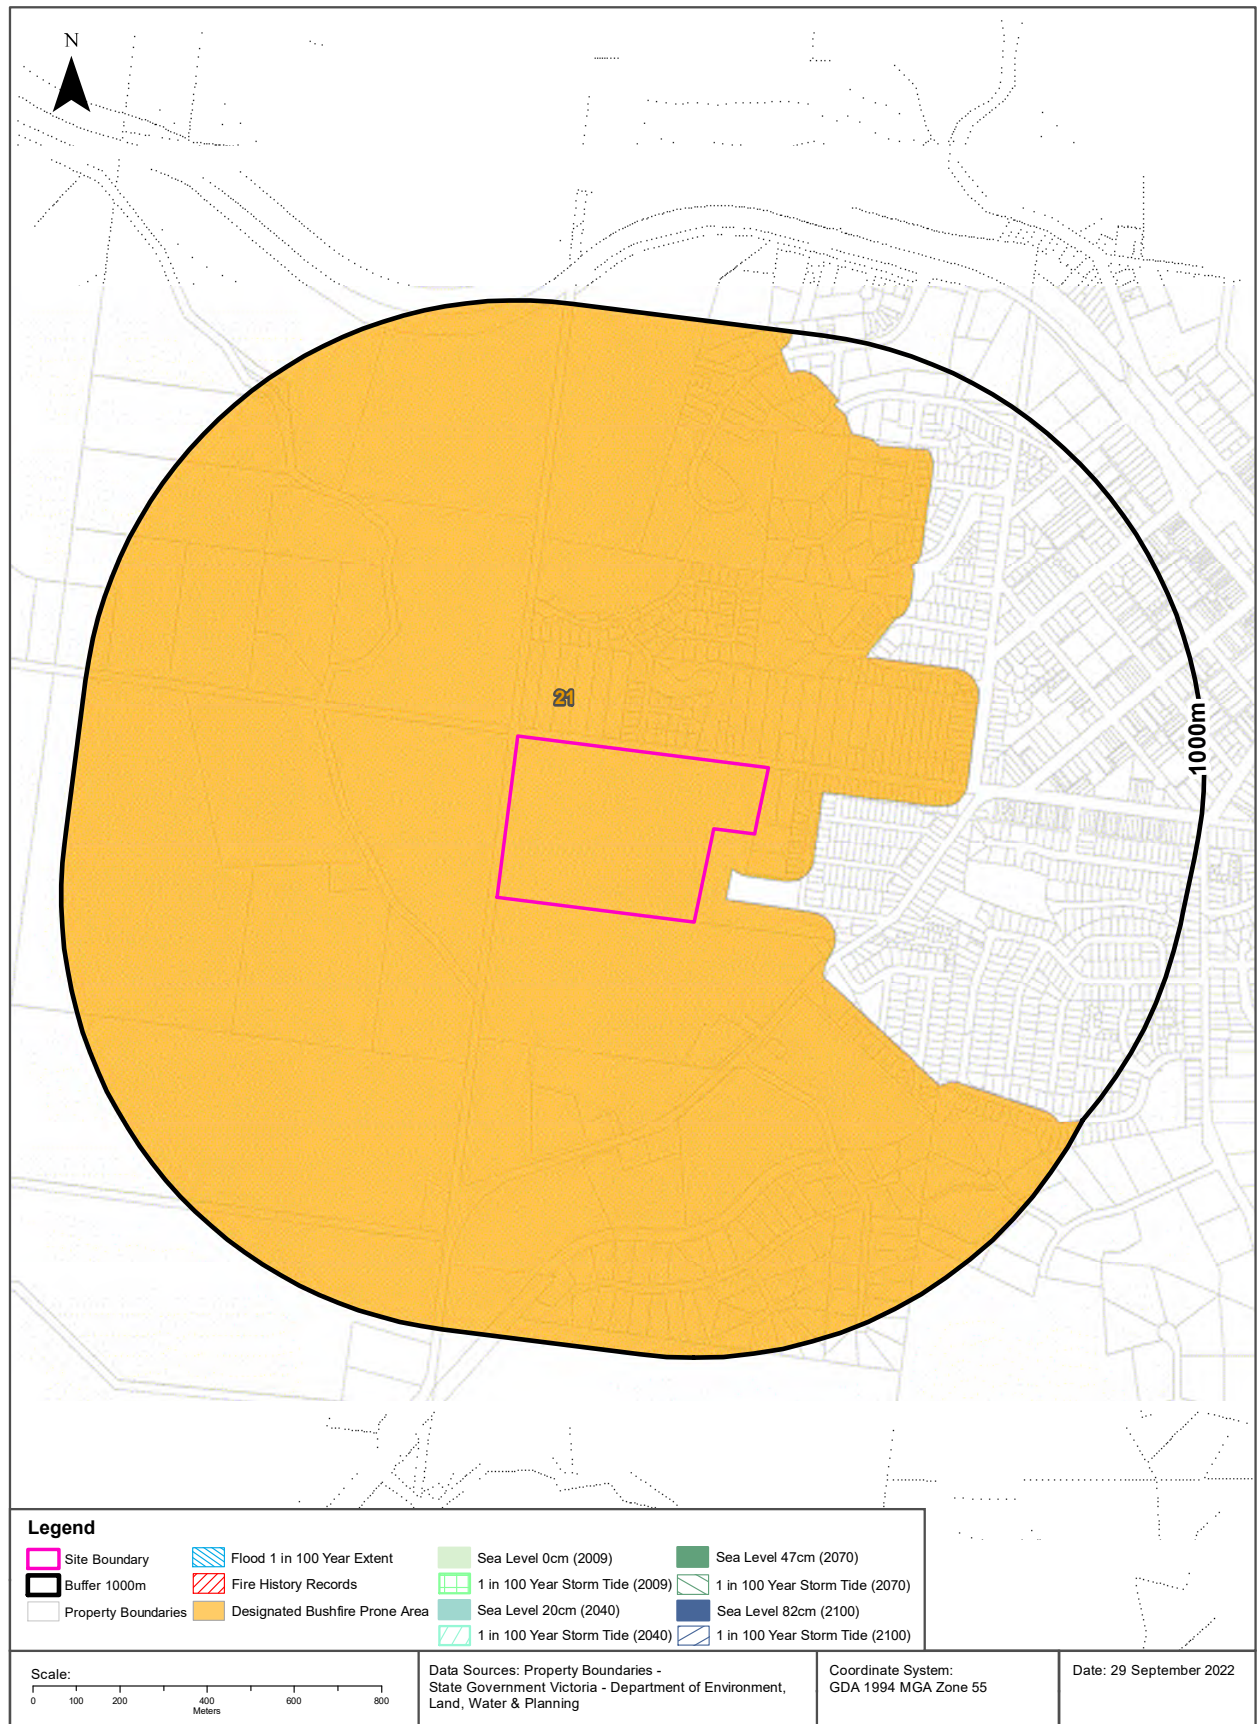 N
21
1000m
Legend
Site Boundary
Buffer 1000m
Property Boundaries
Flood 1 in 100 Year Extent
Fire History Records
Designated Bushfire Prone Area
Sea Level 0cm (2009)
1 in 100 Year Storm Tide (2009)
Sea Level 20cm (2040)
1 in 100 Year Storm Tide (2040)
Sea Level 47cm (2070)
1 in 100 Year Storm Tide (2070)
Sea Level 82cm (2100)
1 in 100 Year Storm Tide (2100)
Scale:
0 100 200 400 600 800
Meters
Data Sources: Property Boundaries -
State Government Victoria - Department of Environment,
Land, Water & Planning
Coordinate System:
GDA 1994 MGA Zone 55
Date: 29 September 2022